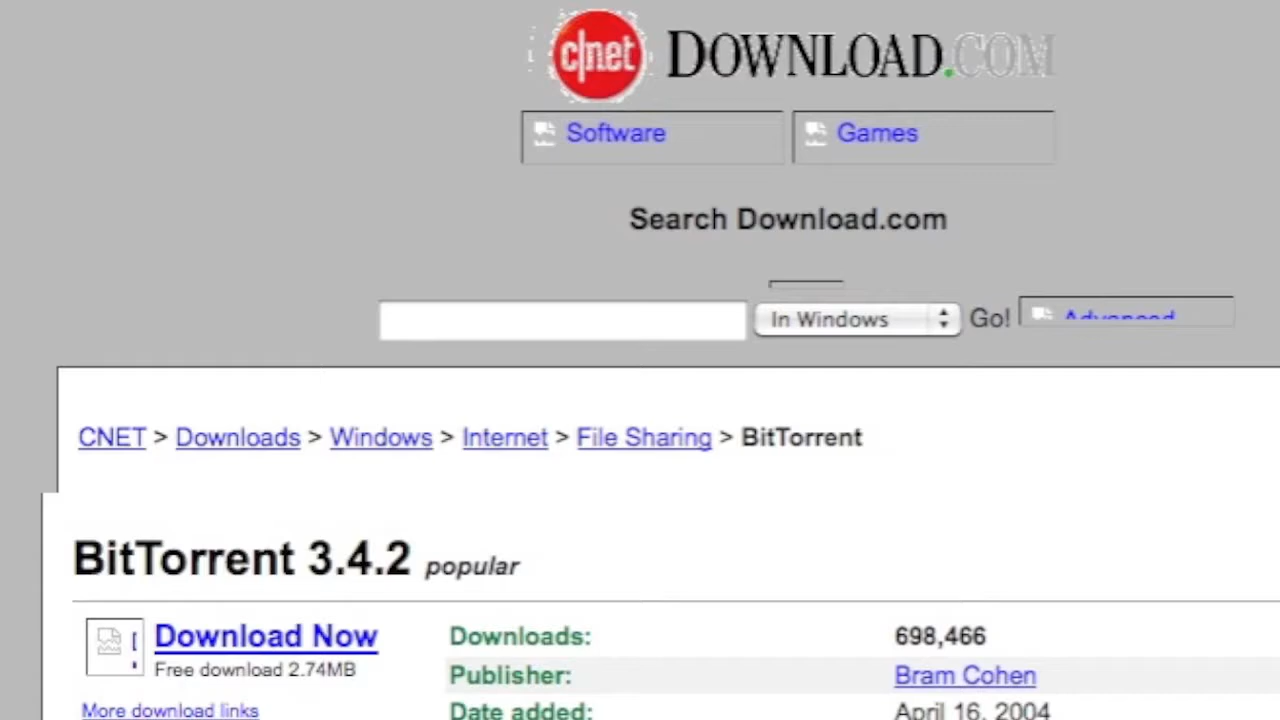 c|net DOWNLOAD.COM
Software Games
Search Download.com
In Windows Go! Advanced
CNET > Downloads > Windows > Internet > File Sharing > BitTorrent
BitTorrent 3.4.2 popular
Download Now Downloads: 698,466
Free download 2.74MB Publisher: Bram Cohen
More download links Date added: April 16, 2004